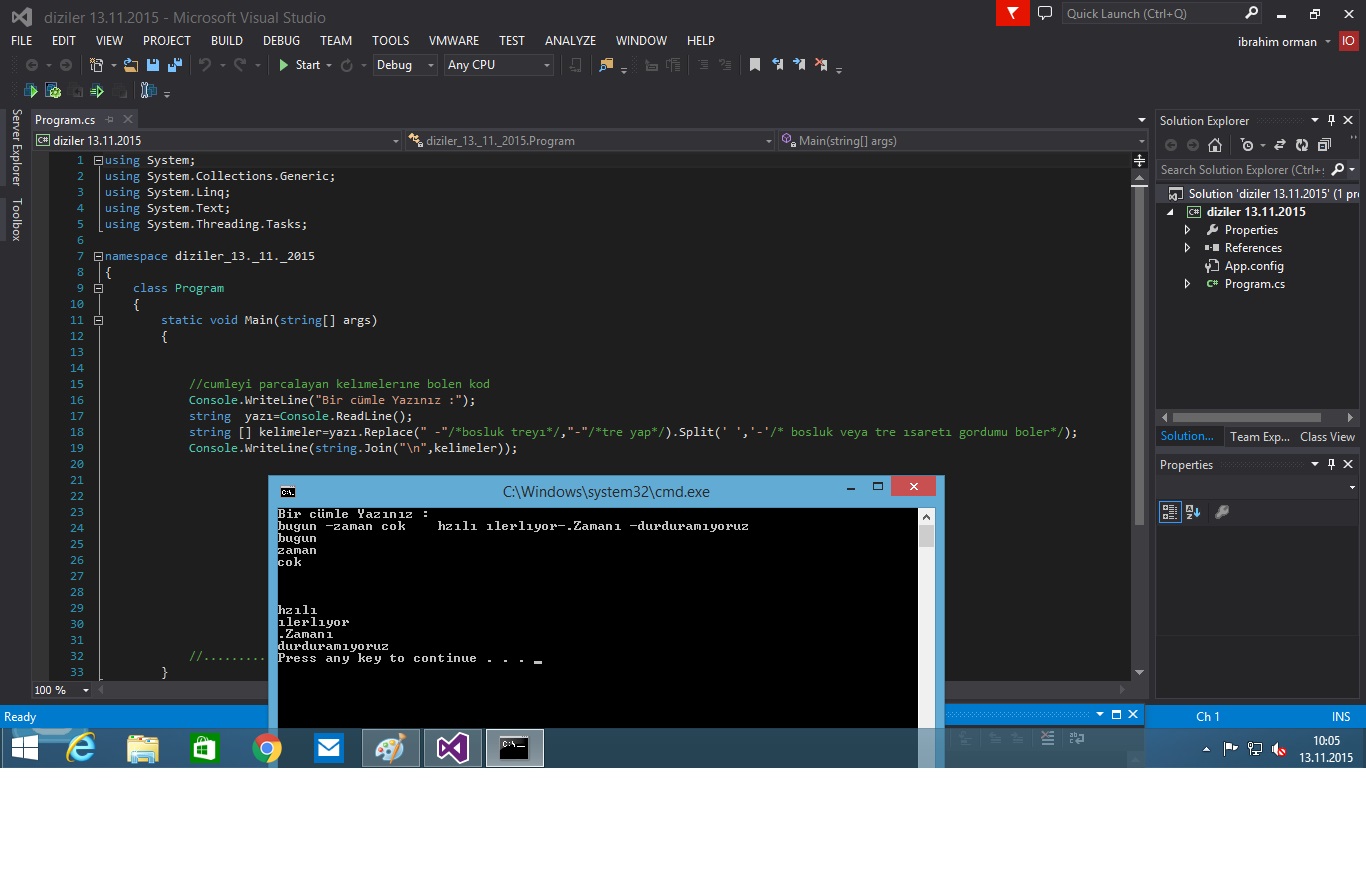 diziler 13.11.2015 - Microsoft Visual Studio
Quick Launch (Ctrl+Q)
FILE EDIT VIEW PROJECT BUILD DEBUG TEAM TOOLS VMWARE TEST ANALYZE WINDOW HELP
ibrahim orman IO
Start Debug Any CPU
Server Explorer
Toolbox
Program.cs
diziler 13.11.2015 diziler_13._11._2015.Program Main(string[] args)
1 using System;
2 using System.Collections.Generic;
3 using System.Linq;
4 using System.Text;
5 using System.Threading.Tasks;
6
7 namespace diziler_13._11._2015
8 {
9 class Program
10 {
11 static void Main(string[] args)
12 {
13
14
15 //cumleyi parcalayan kelımelerıne bolen kod
16 Console.WriteLine("Bir cümle Yazınız :");
17 string yazı=Console.ReadLine();
18 string [] kelimeler=yazı.Replace(" -"/*bosluk treyı*/,"-"/*tre yap*/).Split(' ','-'/* bosluk veya tre ısaretı gordumu boler*/);
19 Console.WriteLine(string.Join("\n",kelimeler));
20
21
22
23
24
25
26
27
28
29
30
31
32 //..........
33 }
100 %
C:\Windows\system32\cmd.exe
Bir cümle Yazınız :
bugun -zaman cok    hzılı ılerlıyor-.Zamanı -durduramıyoruz
bugun
zaman
cok
hzılı
ılerlıyor
.Zamanı
durduramıyoruz
Press any key to continue . . . _
Solution Explorer
Search Solution Explorer (Ctrl+;
Solution 'diziler 13.11.2015' (1 pr
diziler 13.11.2015
Properties
References
App.config
C# Program.cs
Solution... Team Exp... Class View
Properties
Ready Ch 1 INS
10:05
13.11.2015